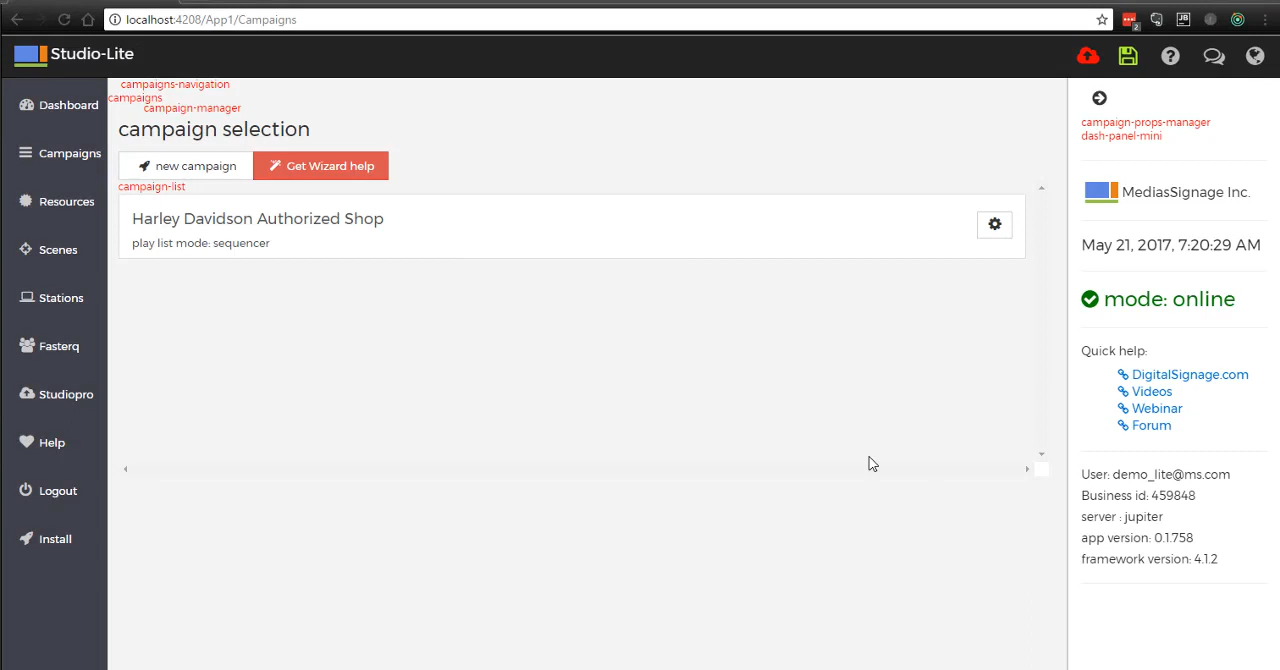 localhost:4208/App1/Campaigns
2
JB
Studio-Lite
Dashboard
Campaigns
Resources
Scenes
Stations
Fasterq
Studiopro
Help
Logout
Install
campaigns-navigation
campaigns
campaign-manager
campaign selection
new campaign
Get Wizard help
campaign-list
Harley Davidson Authorized Shop
play list mode: sequencer
campaign-props-manager
dash-panel-mini
MediasSignage Inc.
May 21, 2017, 7:20:29 AM
mode: online
Quick help:
DigitalSignage.com
Videos
Webinar
Forum
User: demo_lite@ms.com
Business id: 459848
server : jupiter
app version: 0.1.758
framework version: 4.1.2